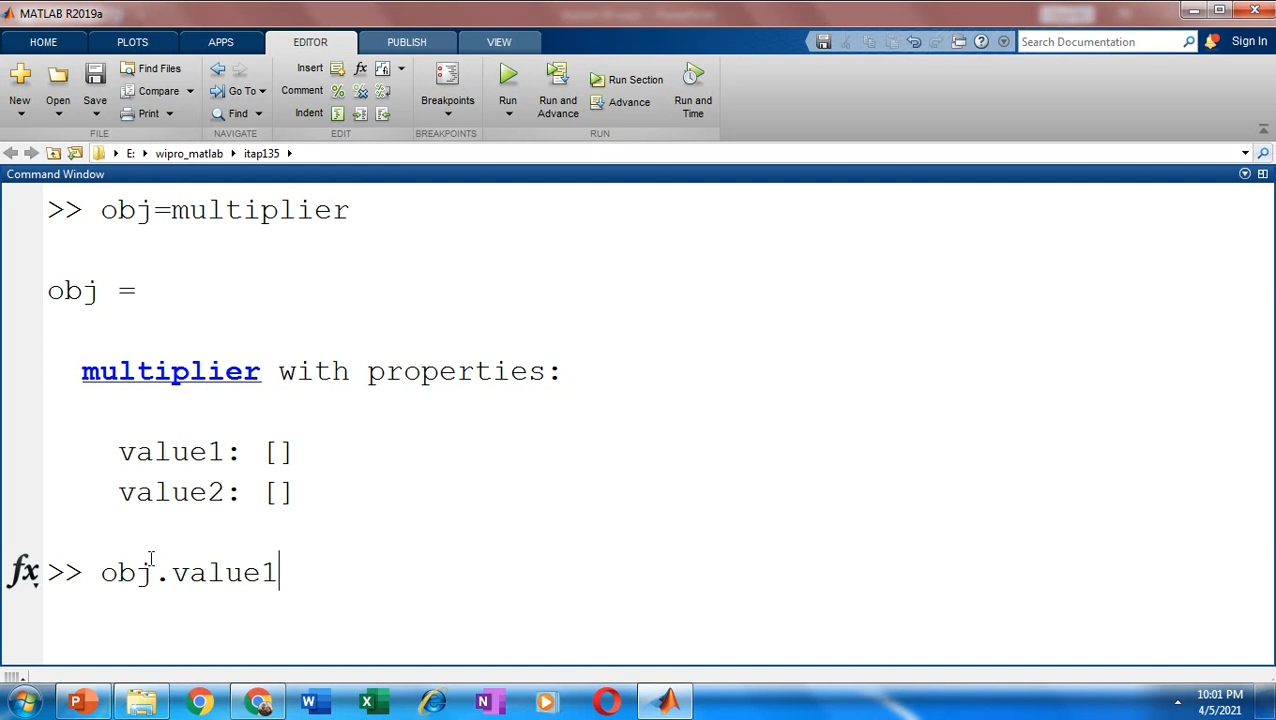 MATLAB R2019a
HOME PLOTS APPS EDITOR PUBLISH VIEW Search Documentation Sign In
New Open Save Find Files Compare Print Go To Find Insert fx Comment Indent Breakpoints Run Run and Advance Run Section Advance Run and Time
FILE NAVIGATE EDIT BREAKPOINTS RUN
E: wipro_matlab itap135
Command Window
>> obj=multiplier
obj =
multiplier with properties:
value1: []
value2: []
fx >> obj.value1
10:01 PM
4/5/2021